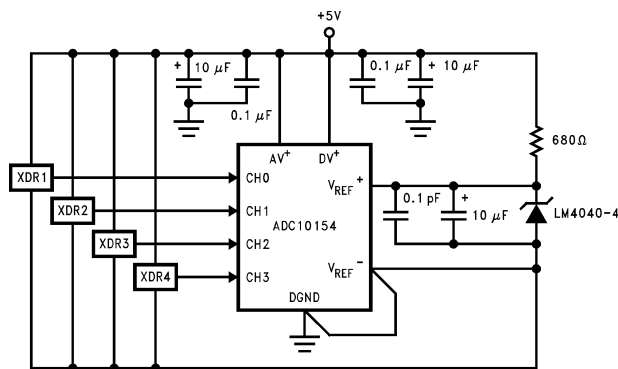 +5V
+ 10 μF
0.1 μF
0.1 μF
+ 10 μF
680Ω
AV+
DV+
XDR1
CH0
VREF+
XDR2
CH1
0.1 pF
+
10 μF
LM4040-4
ADC10154
XDR3
CH2
XDR4
CH3
VREF−
DGND